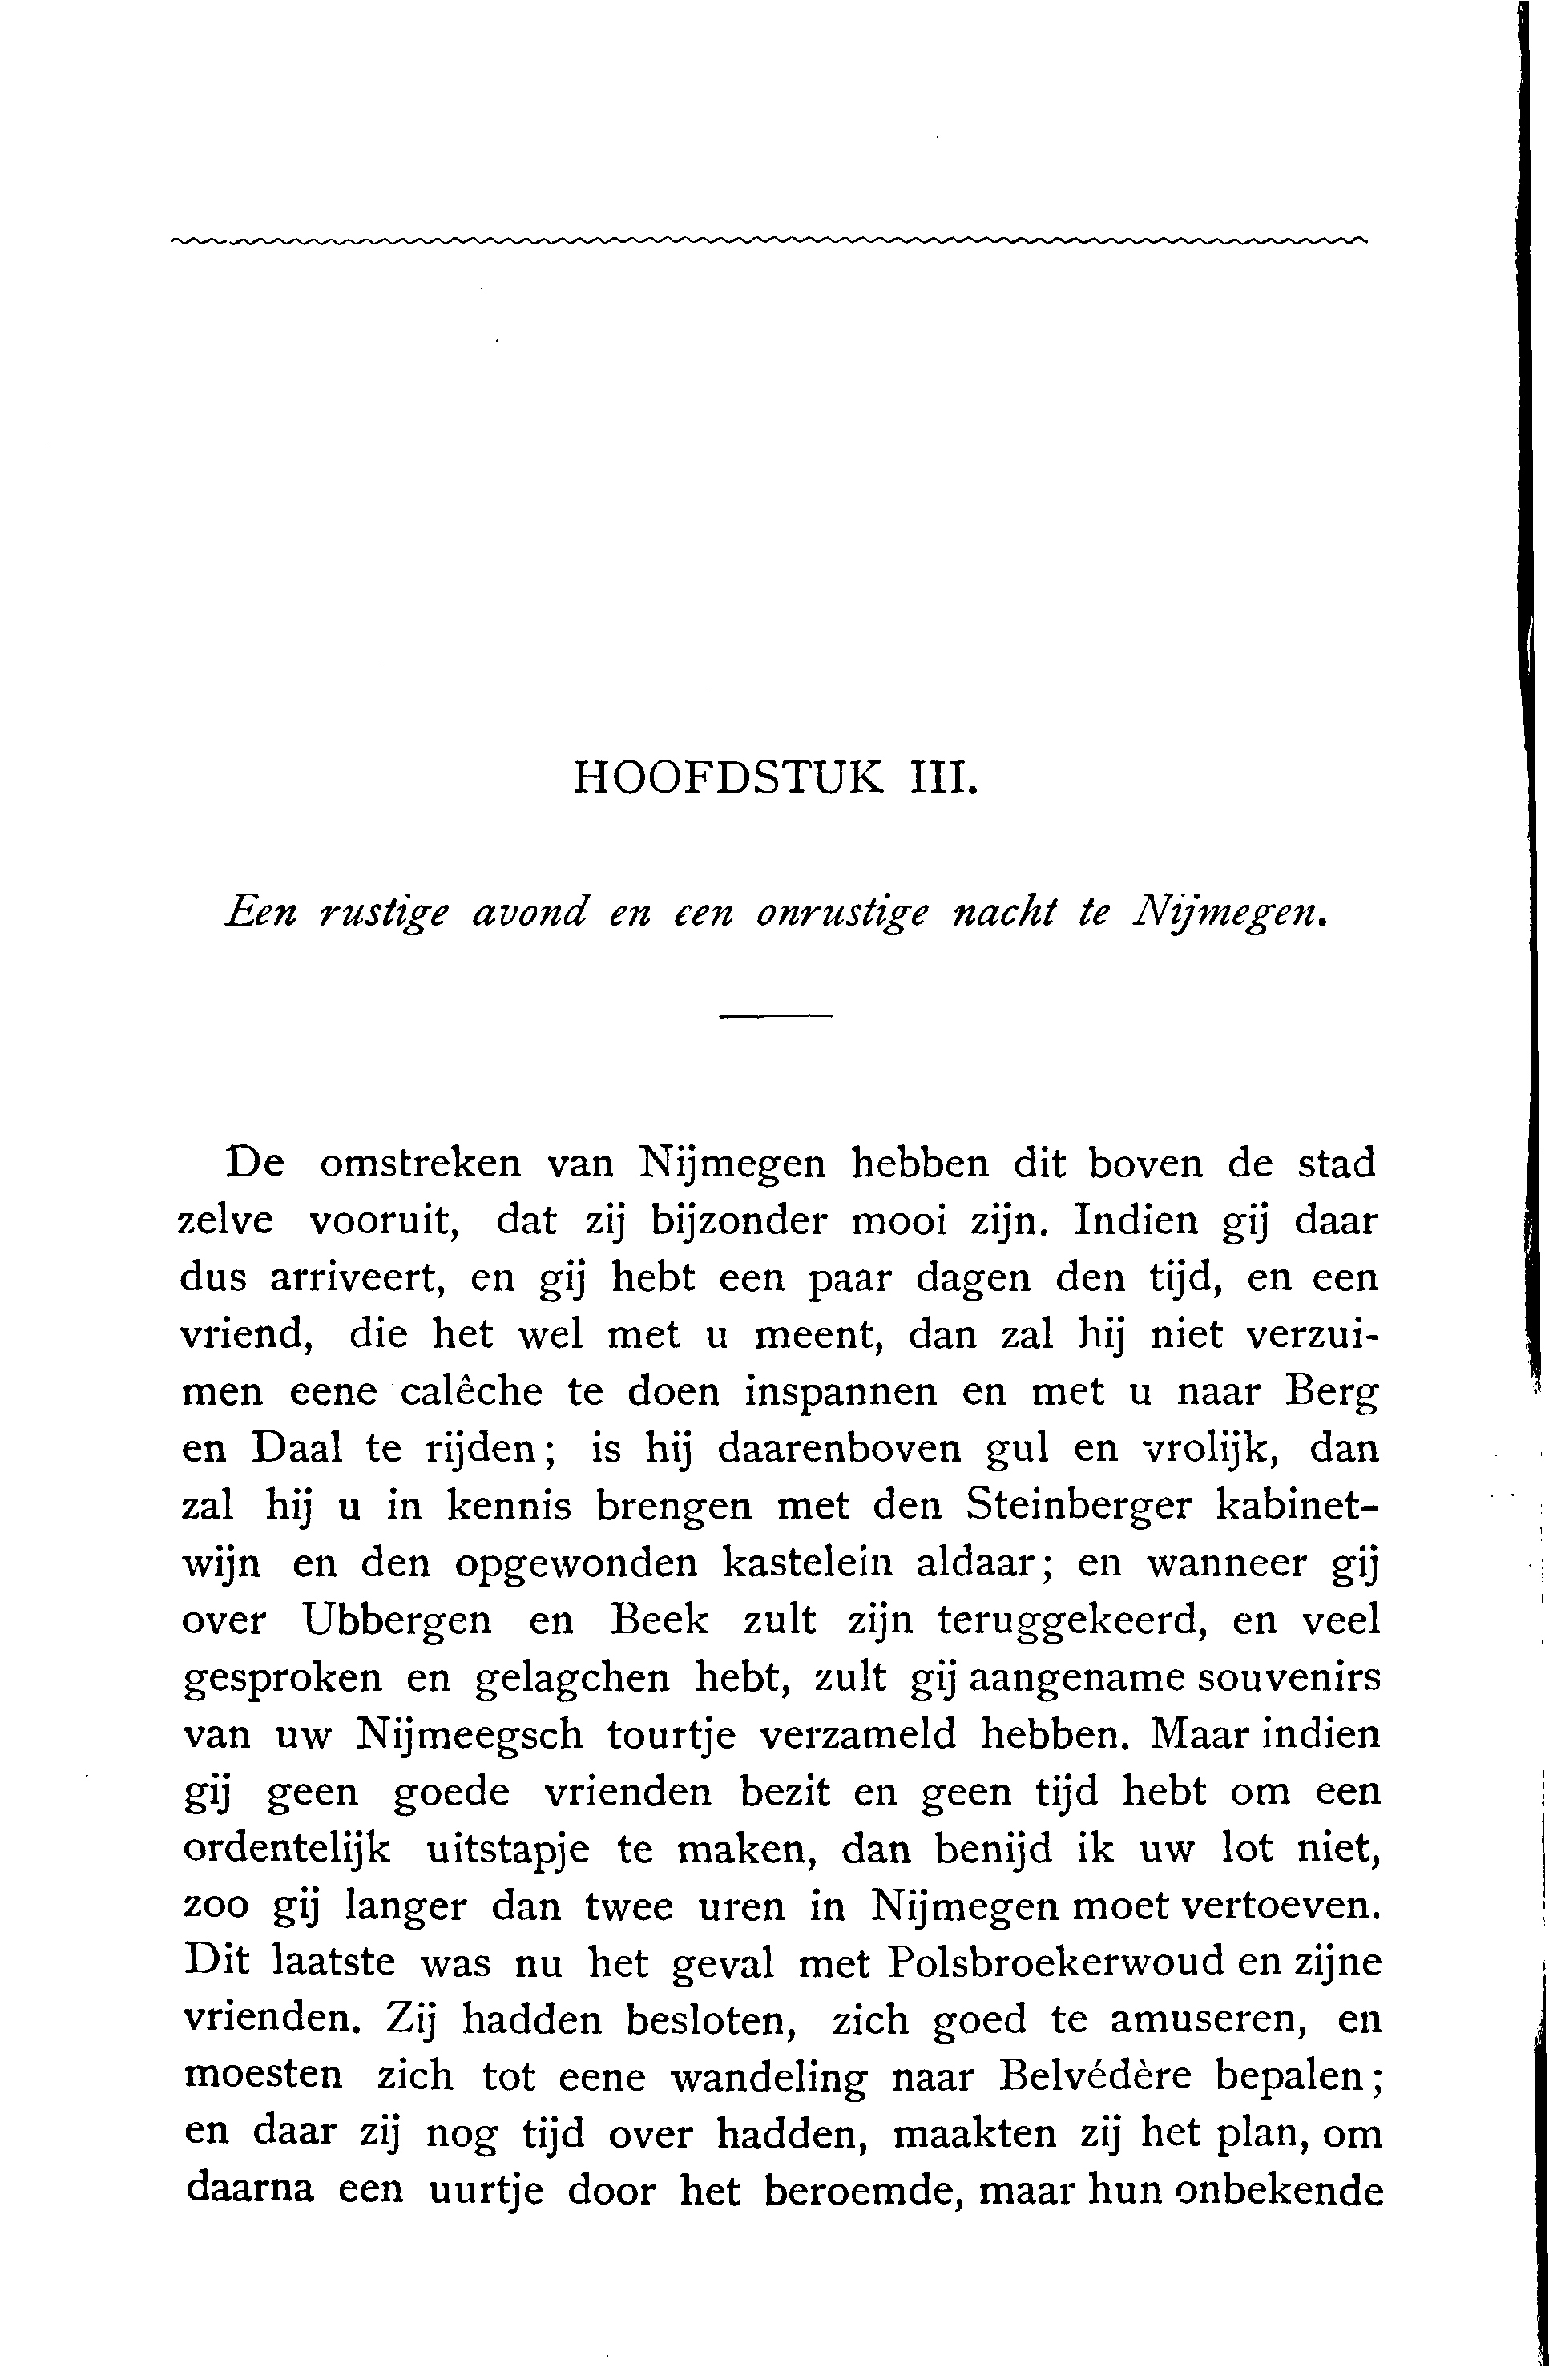 HOOFDSTUK III.
Een rustige avond en een onrustige nacht te Nijmegen.
De omstreken van Nijmegen hebben dit boven de stad
zelve vooruit, dat zij bijzonder mooi zijn. Indien gij daar
dus arriveert, en gij hebt een paar dagen den tijd, en een
vriend, die het wel met u meent, dan zal hij niet verzui-
men eene calêche te doen inspannen en met u naar Berg
en Daal te rijden; is hij daarenboven gul en vrolijk, dan
zal hij u in kennis brengen met den Steinberger kabinet-
wijn en den opgewonden kastelein aldaar; en wanneer gij
over Ubbergen en Beek zult zijn teruggekeerd, en veel
gesproken en gelagchen hebt, zult gij aangename souvenirs
van uw Nijmeegsch tourtje verzameld hebben. Maar indien
gij geen goede vrienden bezit en geen tijd hebt om een
ordentelijk uitstapje te maken, dan benijd ik uw lot niet,
zoo gij langer dan twee uren in Nijmegen moet vertoeven.
Dit laatste was nu het geval met Polsbroekerwoud en zijne
vrienden. Zij hadden besloten, zich goed te amuseren, en
moesten zich tot eene wandeling naar Belvédère bepalen;
en daar zij nog tijd over hadden, maakten zij het plan, om
daarna een uurtje door het beroemde, maar hun onbekende